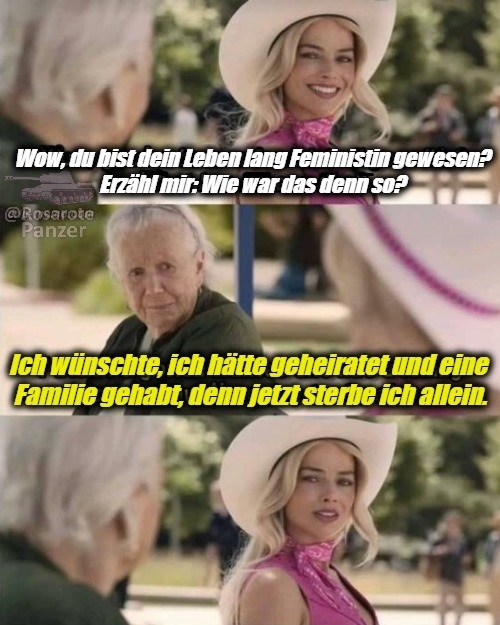 Wow, du bist dein Leben lang Feministin gewesen?
Erzähl mir: Wie war das denn so?
@Rosarote
Panzer
Ich wünschte, ich hätte geheiratet und eine
Familie gehabt, denn jetzt sterbe ich allein.